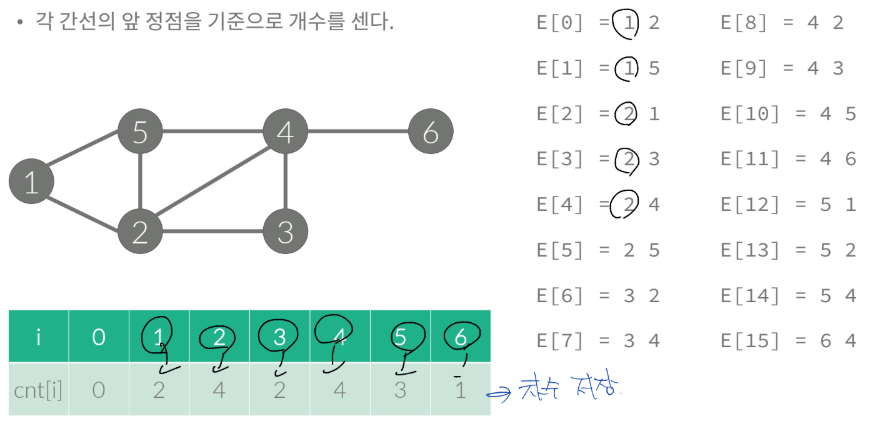 • 각 간선의 앞 정점을 기준으로 개수를 센다.
E[0] = 1 2
E[1] = 1 5
E[2] = 2 1
E[3] = 2 3
E[4] = 2 4
E[5] = 2 5
E[6] = 3 2
E[7] = 3 4
E[8] = 4 2
E[9] = 4 3
E[10] = 4 5
E[11] = 4 6
E[12] = 5 1
E[13] = 5 2
E[14] = 5 4
E[15] = 6 4
5 4 6
1
2 3
i 0 1 2 3 4 5 6
cnt[i] 0 2 4 2 4 3 1
→ 차수 저장